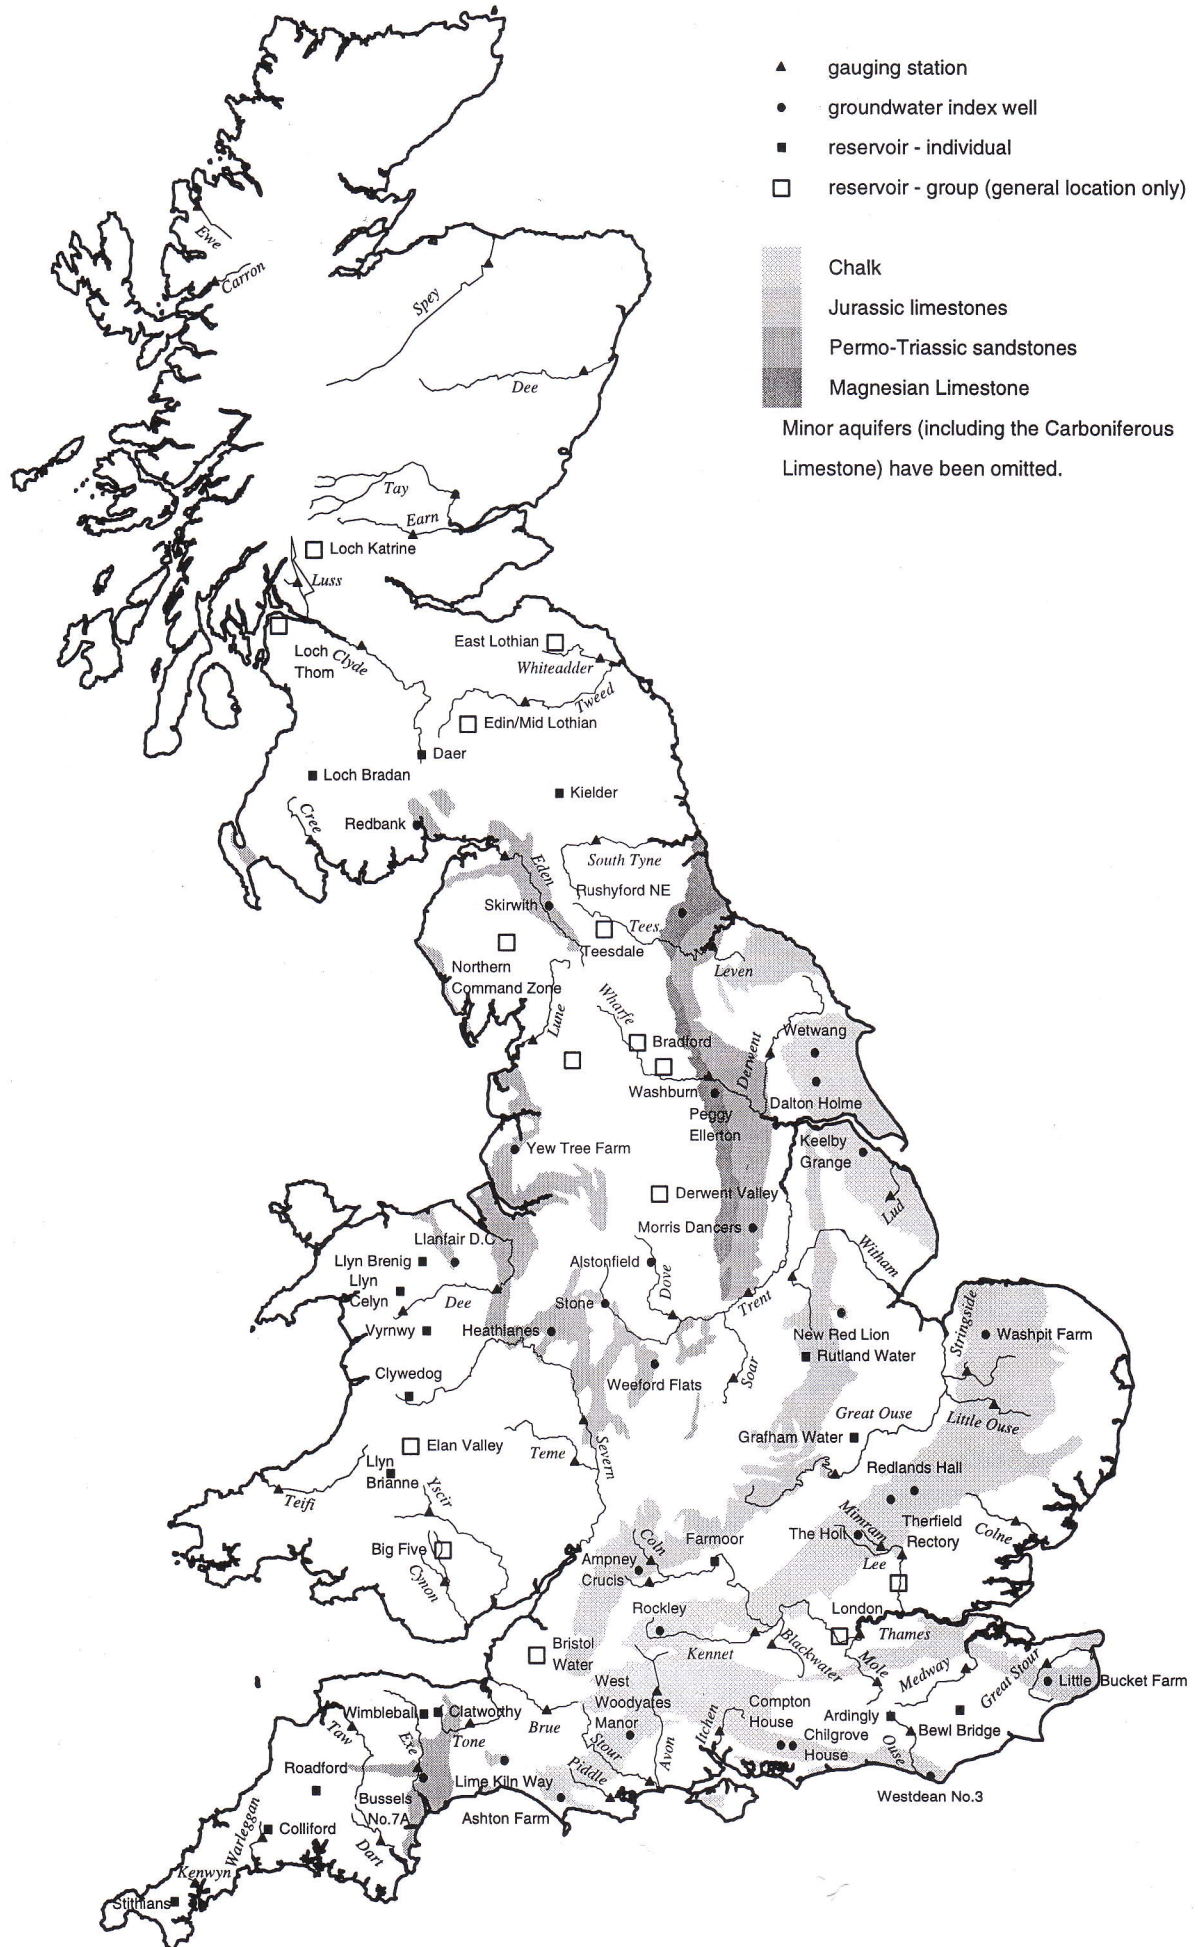 gauging station
groundwater index well
reservoir - individual
reservoir - group (general location only)
Chalk
Jurassic limestones
Permo-Triassic sandstones
Magnesian Limestone
Minor aquifers (including the Carboniferous
Limestone) have been omitted.
Ewe
Carron
Spey
Dee
Tay
Earn
Loch Katrine
Luss
Loch
Thom
Clyde
East Lothian
Whiteadder
Tweed
Edin/Mid Lothian
Daer
Loch Bradan
Kielder
Cree
Redbank
South Tyne
Eden
Rushyford NE
Skirwith
Tees
Teesdale
Leven
Northern
Command Zone
Lune
Wharfe
Bradford
Washburn
Derwent
Wetwang
Dalton Holme
Peggy
Ellerton
Keelby
Grange
Yew Tree Farm
Lud
Derwent Valley
Morris Dancers
Witham
Llanfair D.C
Llyn Brenig
Llyn
Celyn
Dee
Alstonfield
Dove
Trent
Stone
Vyrnwy
Heathlanes
New Red Lion
Rutland Water
Stringside
Washpit Farm
Clywedog
Weeford Flats
Soar
Little Ouse
Great Ouse
Grafham Water
Elan Valley
Teme
Severn
Llyn
Brianne
Yscir
Teifi
Redlands Hall
Therfield
Rectory
Mimram
The Holt
Lee
Colne
Big Five
Cynon
Coln
Farmoor
Ampney
Crucis
Rockley
London
Thames
Kennet
Blackwater
Mole
Medway
Great Stour
Little Bucket Farm
Bristol
Water
West
Woodyates
Manor
Compton
House
Chilgrove
House
Itchen
Ardingly
Bewl Bridge
Ouse
Westdean No.3
Wimbleball
Clatworthy
Taw
Exe
Tone
Brue
Stour
Avon
Piddle
Roadford
Lime Kiln Way
Bussels
No.7A
Ashton Farm
Warleggan
Colliford
Dart
Kenwyn
Stithians